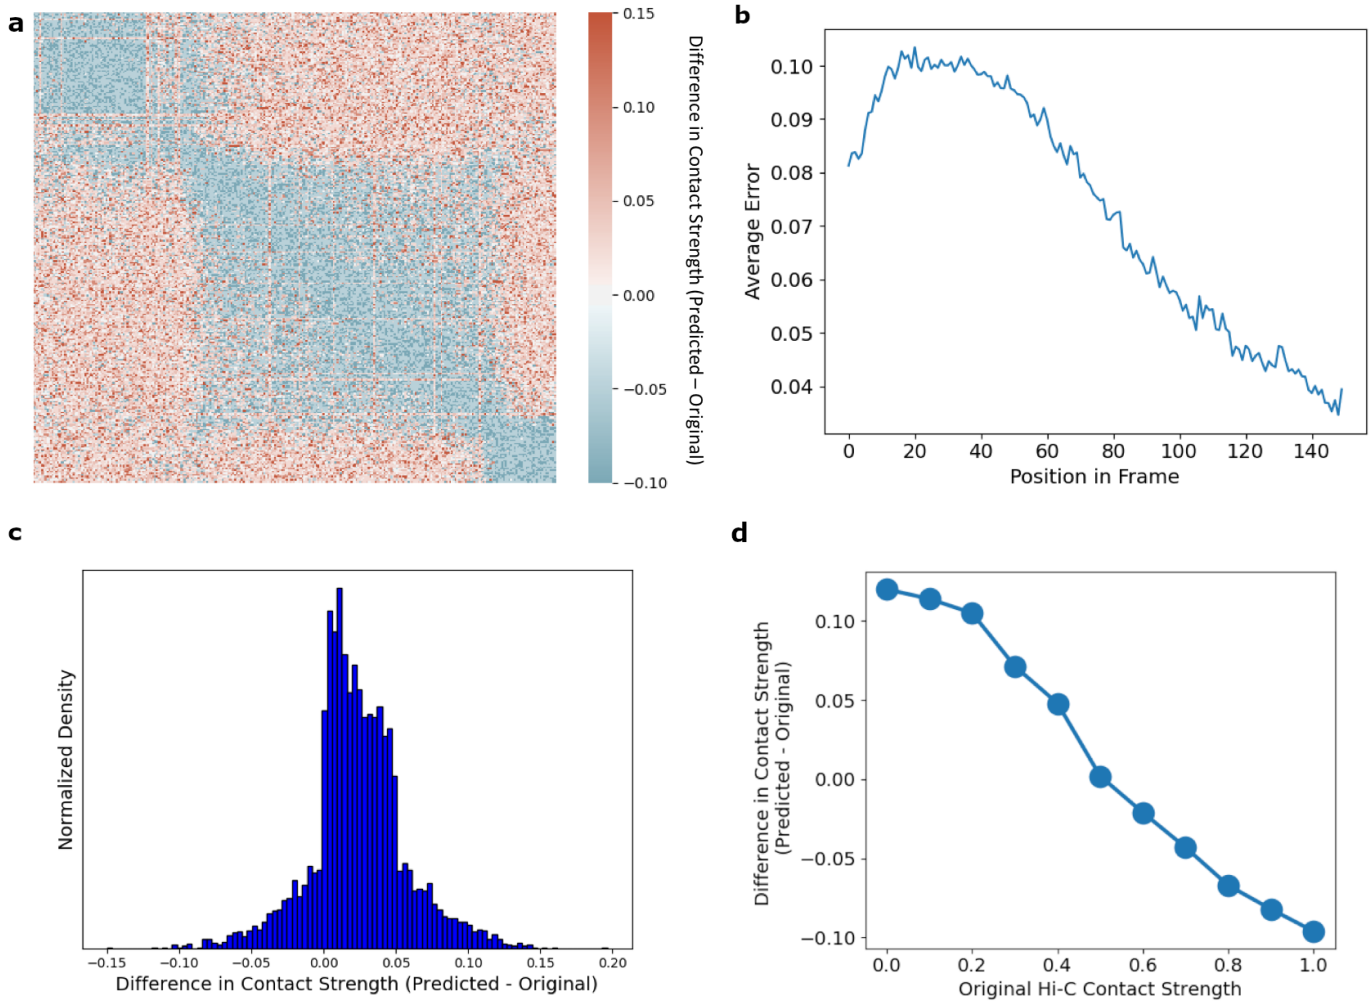 a
0.15
0.10
0.05
0.00
−0.05
−0.10
Difference in Contact Strength (Predicted – Original)
b
0.10
0.09
0.08
0.07
0.06
0.05
0.04
Average Error
0 20 40 60 80 100 120 140
Position in Frame
c
Normalized Density
−0.15 −0.10 −0.05 0.00 0.05 0.10 0.15 0.20
Difference in Contact Strength (Predicted - Original)
d
0.10
0.05
0.00
−0.05
−0.10
Difference in Contact Strength
(Predicted - Original)
0.0 0.2 0.4 0.6 0.8 1.0
Original Hi-C Contact Strength